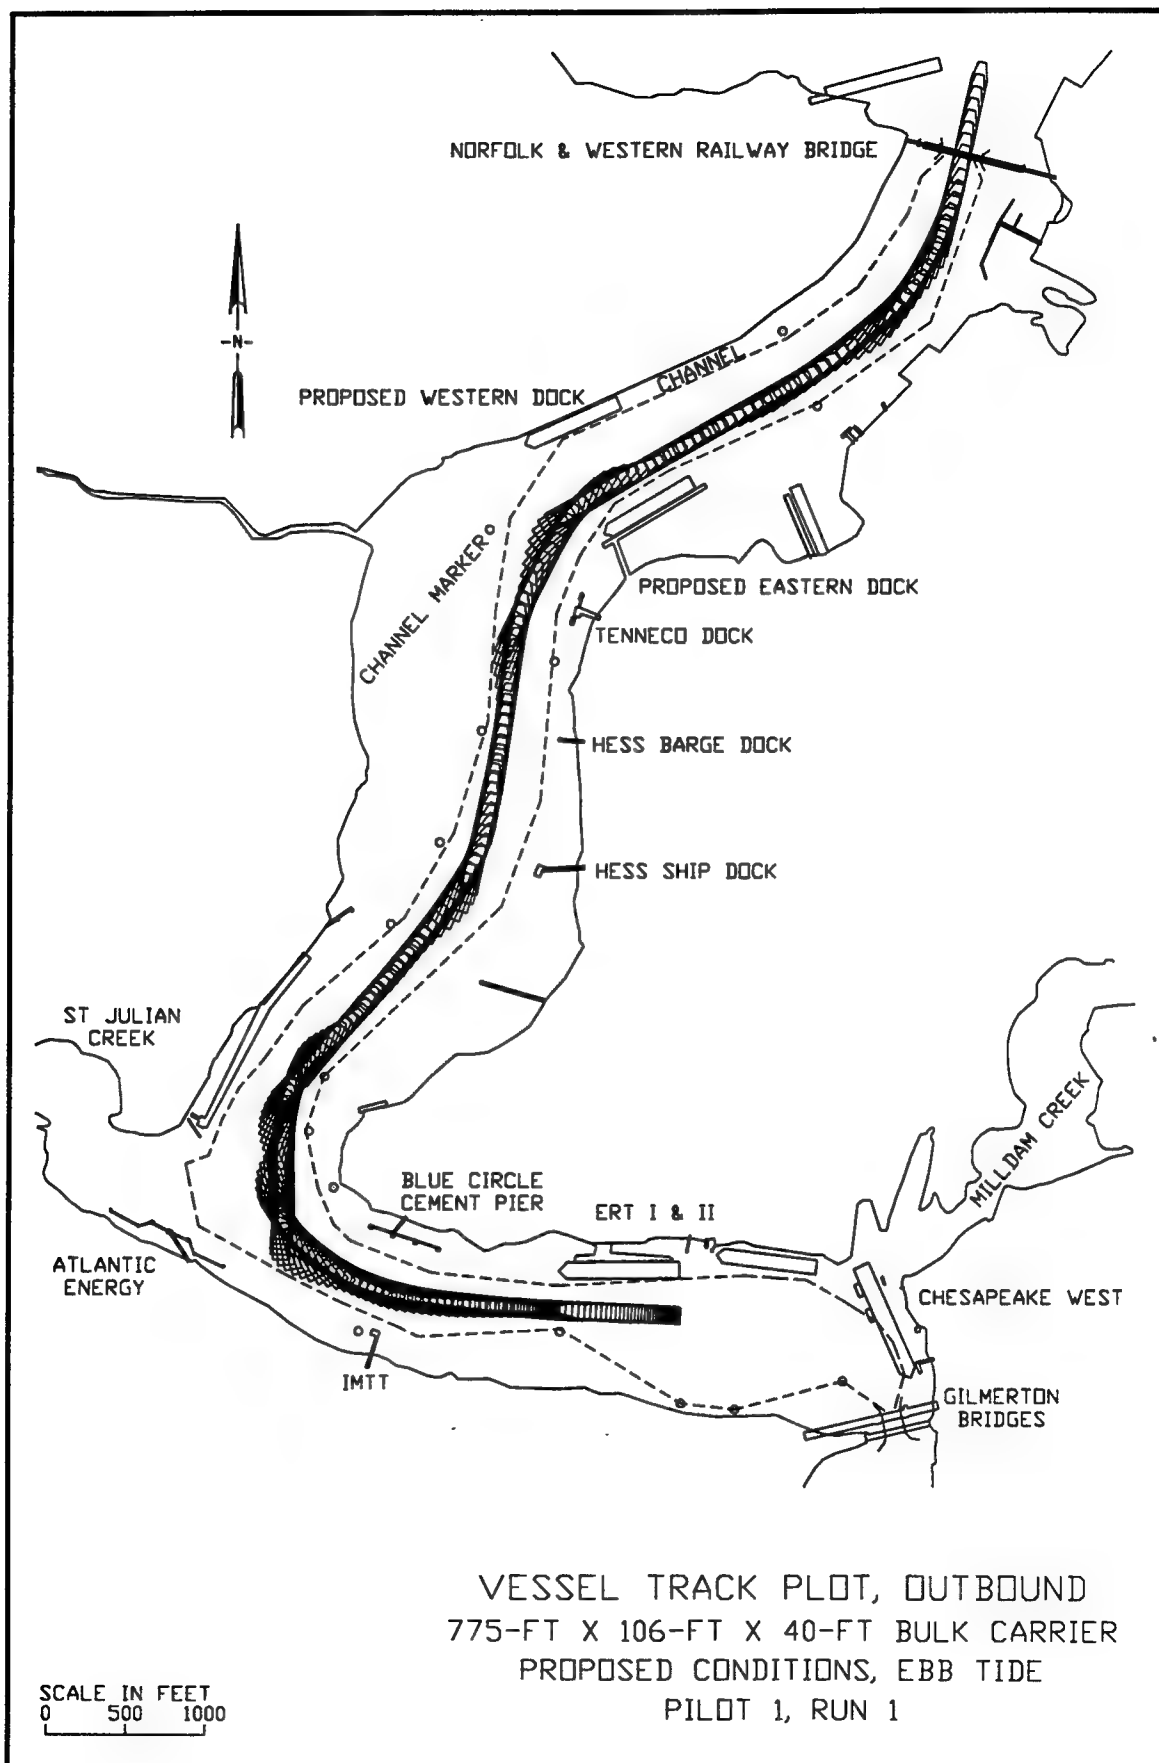 NORFOLK & WESTERN RAILWAY BRIDGE
-N-
CHANNEL
PROPOSED WESTERN DOCK
CHANNEL MARKER
PROPOSED EASTERN DOCK
TENNECO DOCK
HESS BARGE DOCK
HESS SHIP DOCK
ST JULIAN
CREEK
MILLDAM CREEK
BLUE CIRCLE
CEMENT PIER
ERT I & II
ATLANTIC
ENERGY
CHESAPEAKE WEST
IMTT
GILMERTON
BRIDGES
VESSEL TRACK PLOT, OUTBOUND
775-FT X 106-FT X 40-FT BULK CARRIER
PROPOSED CONDITIONS, EBB TIDE
PILOT 1, RUN 1
SCALE IN FEET
0 500 1000